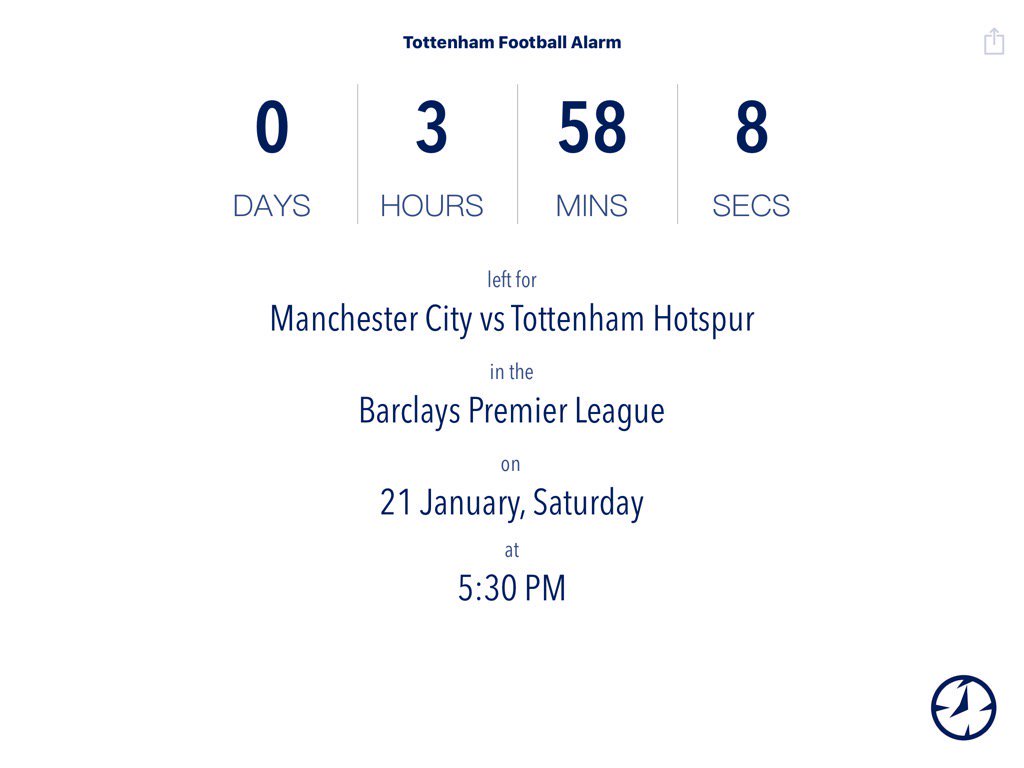 Tottenham Football Alarm
0 3 58 8
DAYS HOURS MINS SECS
left for
Manchester City vs Tottenham Hotspur
in the
Barclays Premier League
on
21 January, Saturday
at
5:30 PM